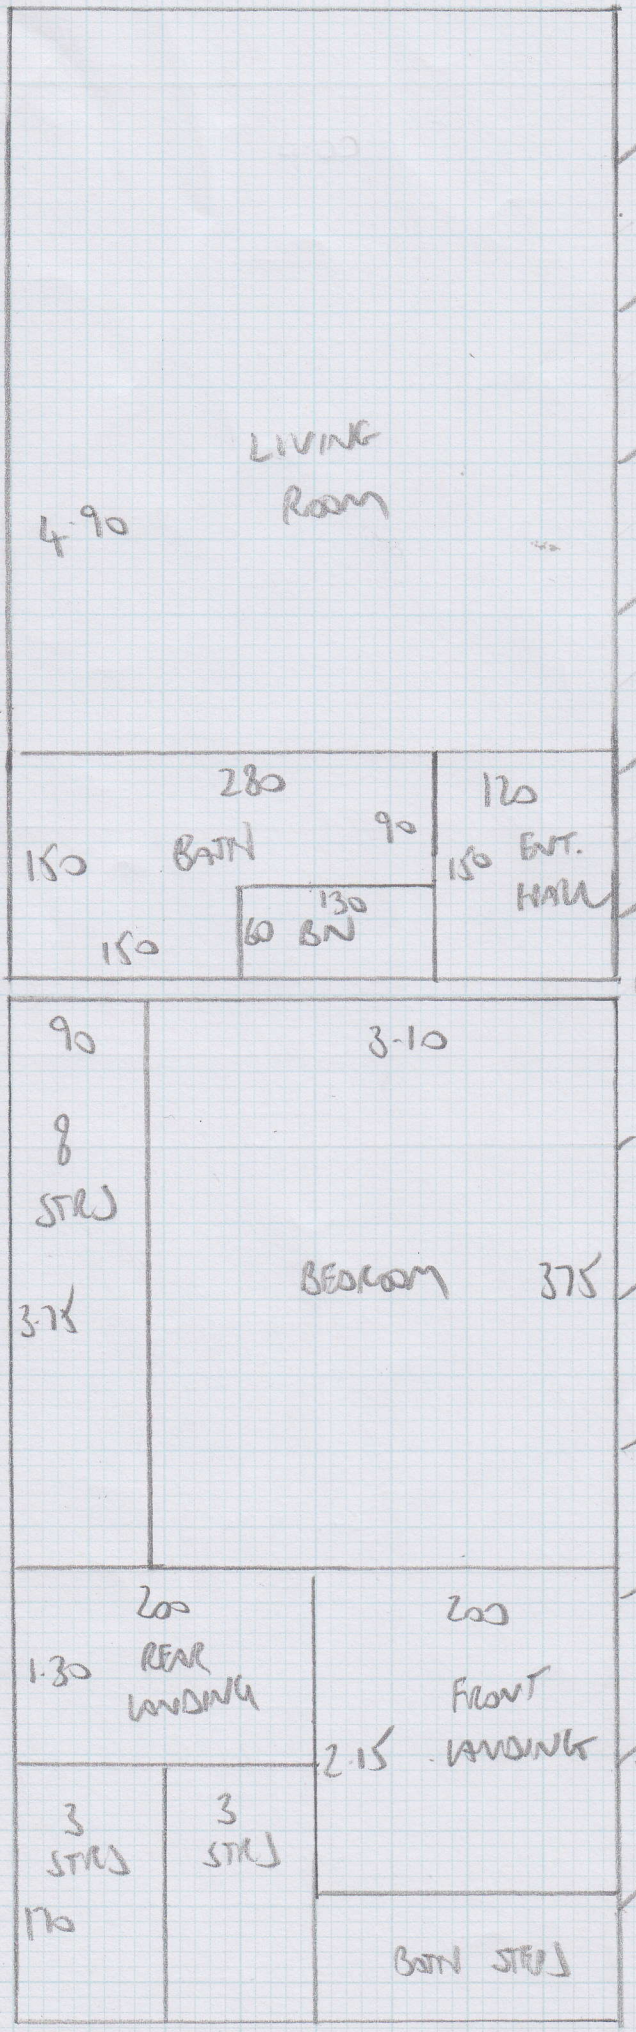 LIVING
ROOM
4.90
280
120
90
150
BATH
150
ENT.
HALL
130
60 BN
150
90
3.10
8
STRS
BEDROOM
375
3.75
200
200
1.30
REAR
LANDING
FRONT
LANDING
2.15
3
STRS
3
STRS
170
BOTH STEPS